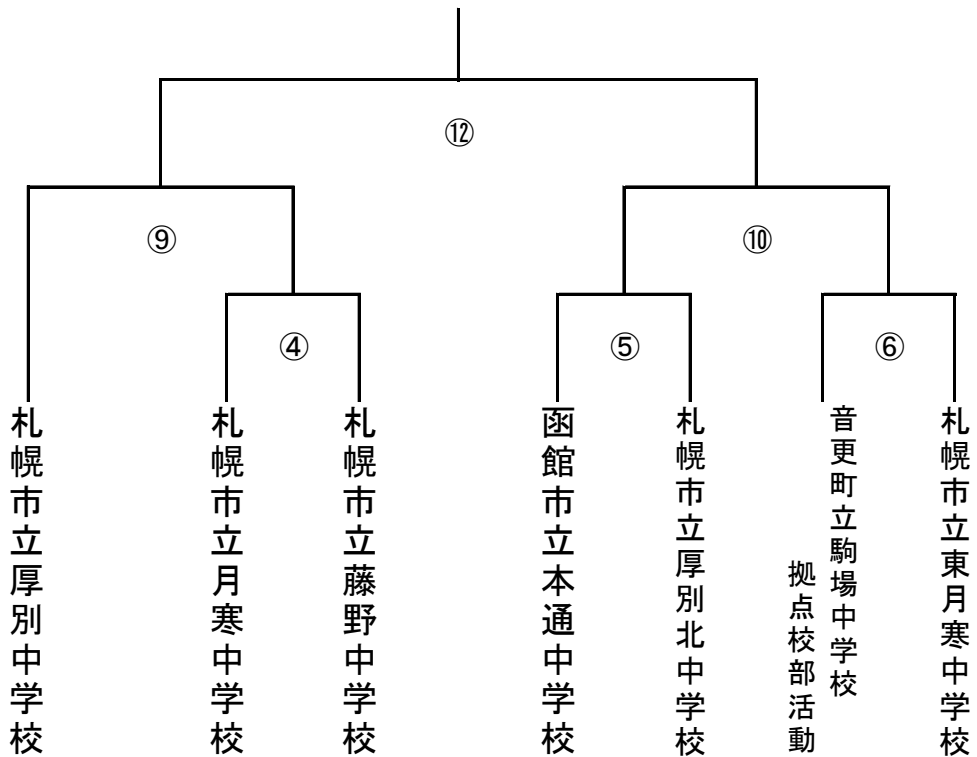 ⑫
⑨
⑩
④
⑤
⑥
札幌市立厚別中学校
札幌市立月寒中学校
札幌市立藤野中学校
函館市立本通中学校
札幌市立厚別北中学校
音更町立駒場中学校
拠点校部活動
札幌市立東月寒中学校